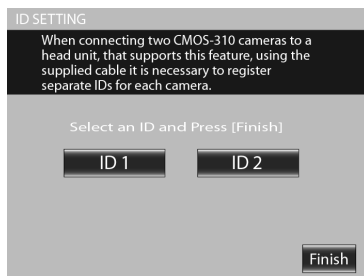 ID SETTING
When connecting two CMOS-310 cameras to a
head unit, that supports this feature, using the
supplied cable it is necessary to register
separate IDs for each camera.
Select an ID and Press [Finish]
ID 1 ID 2
Finish